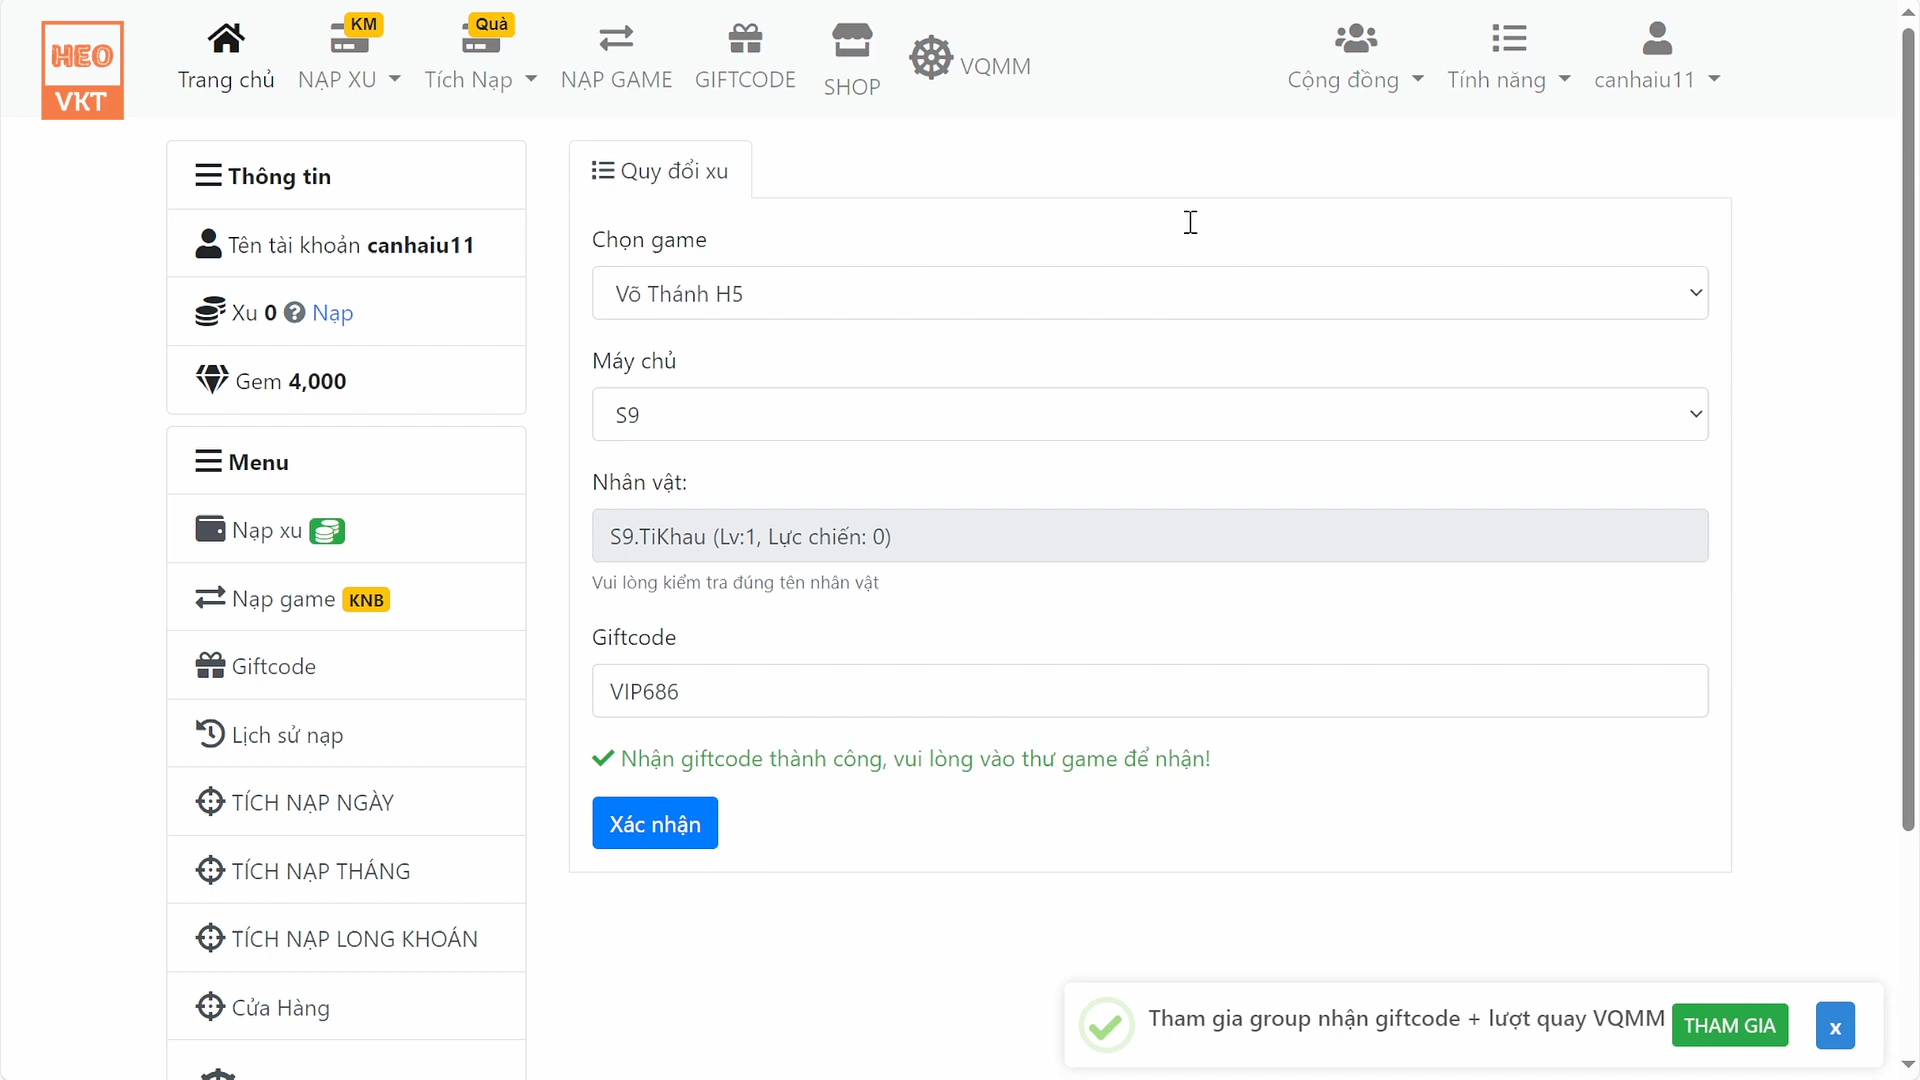 HEO
VKT
Trang chủ
KM
NẠP XU
Quà
Tích Nạp
NẠP GAME
GIFTCODE
SHOP
VQMM
Cộng đồng
Tính năng
canhaiu11
Thông tin
Tên tài khoản canhaiu11
Xu 0 Nạp
Gem 4,000
Menu
Nạp xu
Nạp game KNB
Giftcode
Lịch sử nạp
TÍCH NẠP NGÀY
TÍCH NẠP THÁNG
TÍCH NẠP LONG KHOÁN
Cửa Hàng
Quy đổi xu
Chọn game
Võ Thánh H5
Máy chủ
S9
Nhân vật:
S9.TiKhau (Lv:1, Lực chiến: 0)
Vui lòng kiểm tra đúng tên nhân vật
Giftcode
VIP686
Nhận giftcode thành công, vui lòng vào thư game để nhận!
Xác nhận
Tham gia group nhận giftcode + lượt quay VQMM THAM GIA x